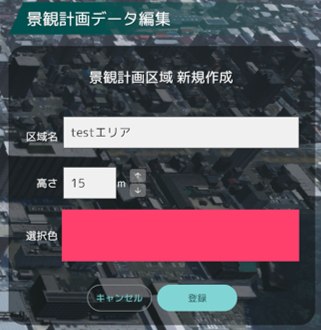 景観計画データ編集
景観計画区域 新規作成
区域名 testエリア
高さ 15 m
選択色
キャンセル 登録